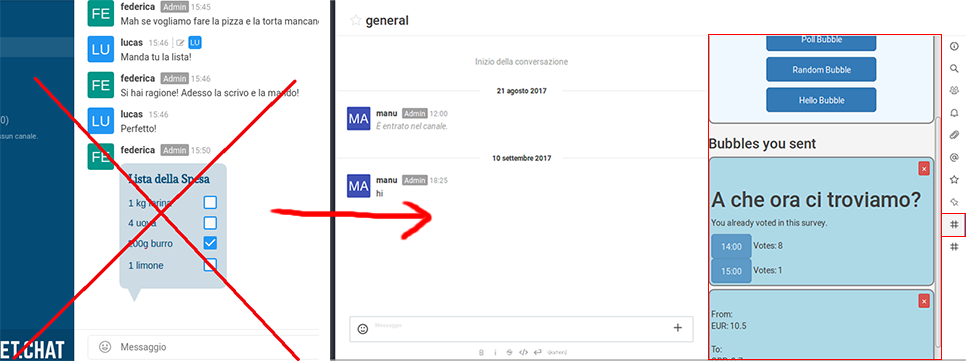 0)
ssun canale.
ET.CHAT
FE
federica Admin 15:45
Mah se vogliamo fare la pizza e la torta mancano
LU
lucas 15:46 LU
Manda tu la lista!
FE
federica Admin 15:46
Si hai ragione! Adesso la scrivo e la mando!
LU
lucas 15:46
Perfetto!
FE
federica Admin 15:50
Lista della Spesa
1 kg farina
4 uova
200g burro
1 limone
Messaggio
general
Inizio della conversazione
21 agosto 2017
MA
manu Admin 12:00
È entrato nel canale.
10 settembre 2017
MA
manu Admin 18:25
hi
Messaggio
B i S </>
Poll Bubble
Random Bubble
Hello Bubble
Bubbles you sent
A che ora ci troviamo?
You already voted in this survey.
14:00 Votes: 8
15:00 Votes: 1
From:
EUR: 10.5
To: